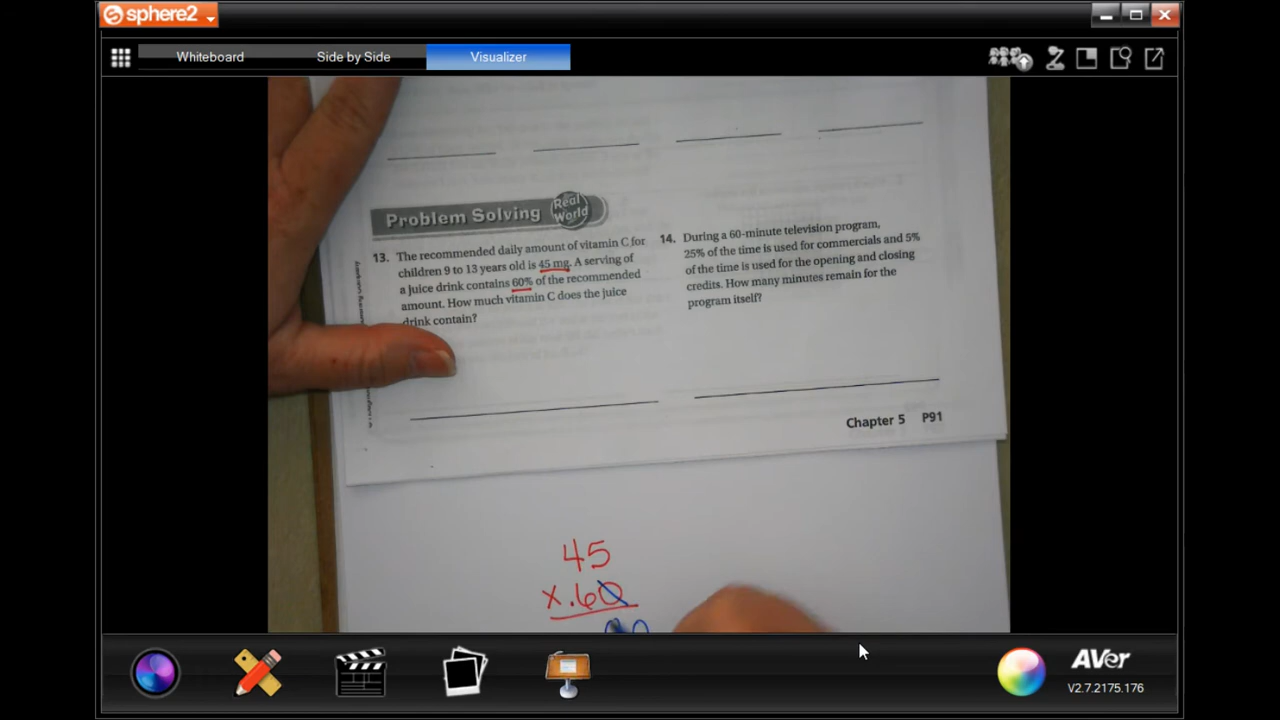 sphere2
Whiteboard Side by Side Visualizer
Problem Solving Real World
13. The recommended daily amount of vitamin C for
children 9 to 13 years old is 45 mg. A serving of
a juice drink contains 60% of the recommended
amount. How much vitamin C does the juice
drink contain?
14. During a 60-minute television program,
25% of the time is used for commercials and 5%
of the time is used for the opening and closing
credits. How many minutes remain for the
program itself?
Chapter 5 P91
45
x .60
AVer
V2.7.2175.176